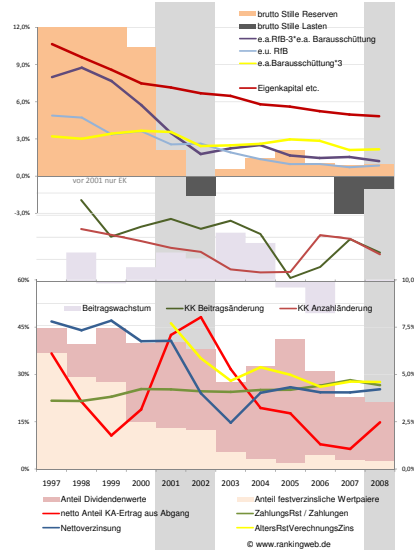 brutto Stille Reserven
brutto Stille Lasten
e.a.RfB-3*e.a. Barausschüttung
e.u. RfB
e.a.Barausschüttung*3
Eigenkapital etc.
12,0%
9,0%
6,0%
3,0%
0,0%
vor 2001 nur EK
-3,0%
60%
10,0%
Beitragswachstum
KK Beitragsänderung
KK Anzahländerung
45%
7,5%
30%
5,0%
15%
2,5%
0%
0,0%
1997 1998 1999 2000 2001 2002 2003 2004 2005 2006 2007 2008
Anteil Dividendenwerte
Anteil festverzinsliche Wertpaiere
netto Anteil KA-Ertrag aus Abgang
ZahlungsRst / Zahlungen
Nettoverzinsung
AltersRstVerechnungsZins
© www.rankingweb.de